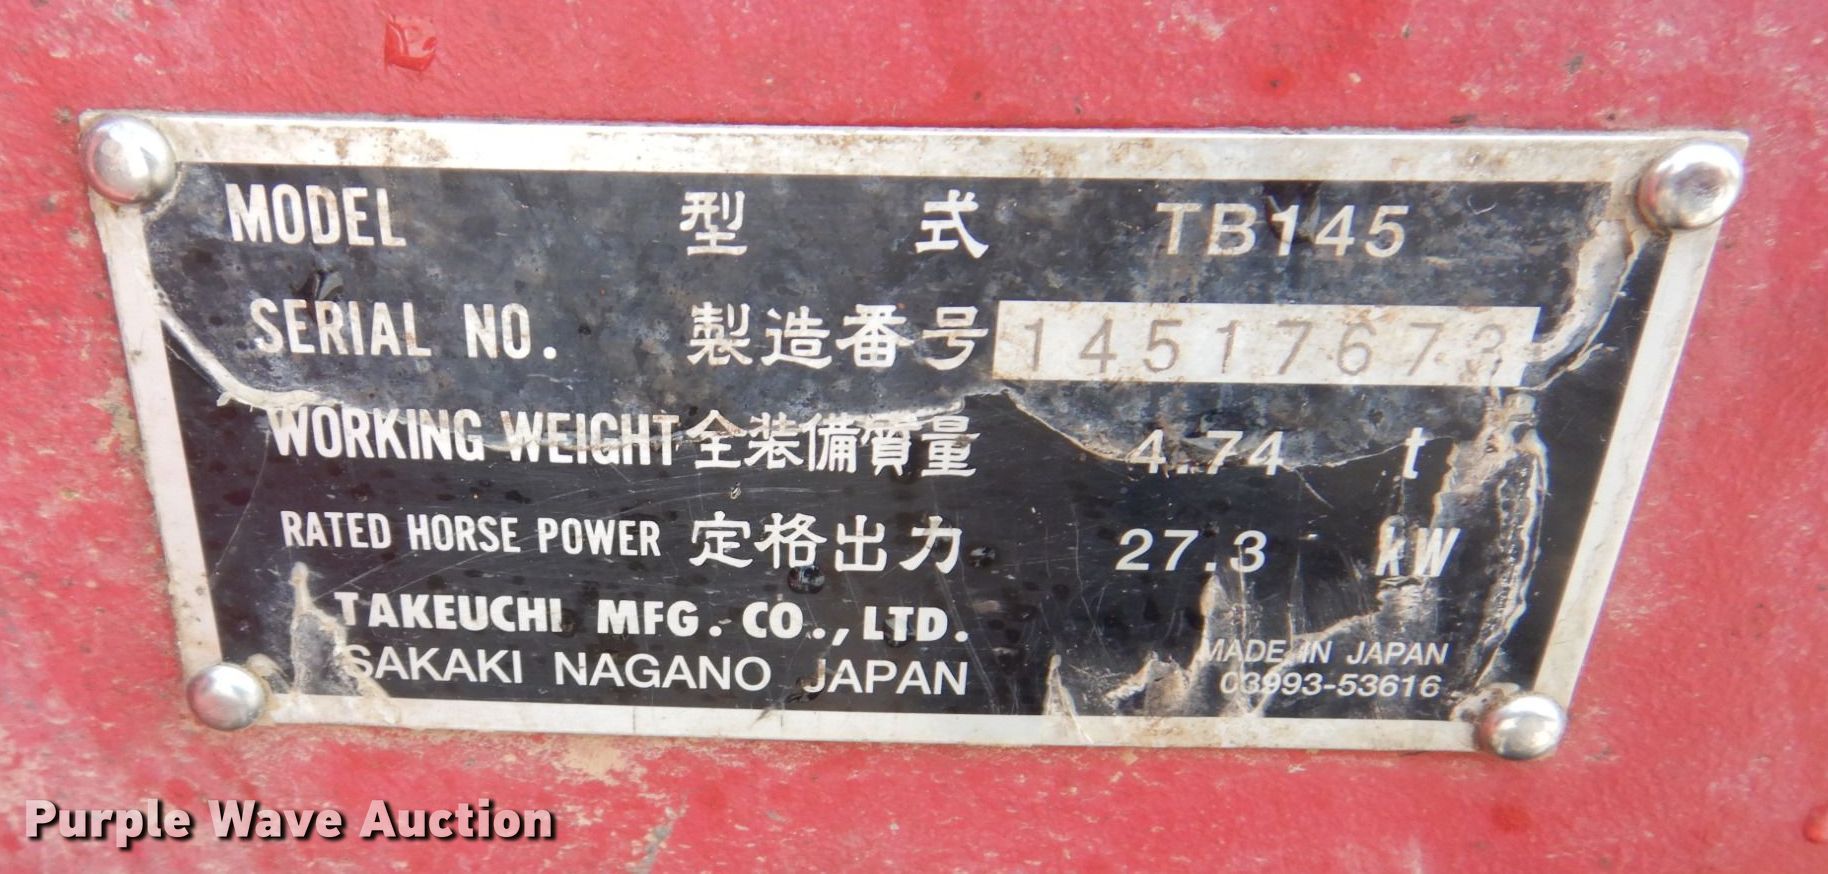 MODEL 型 式 TB145
SERIAL NO. 製造番号 14517673
WORKING WEIGHT 全装備質量 4.74 t
RATED HORSE POWER 定格出力 27.3 kW
TAKEUCHI MFG. CO., LTD.
SAKAKI NAGANO JAPAN
MADE IN JAPAN
03993-53616
Purple Wave Auction